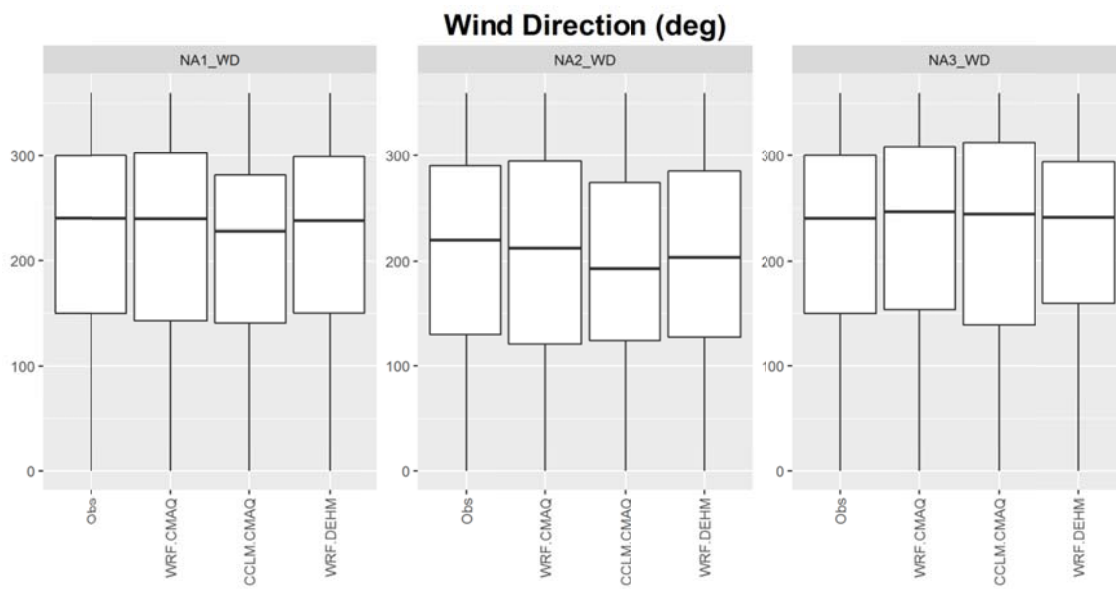 Wind Direction (deg)
NA1_WD
NA2_WD
NA3_WD
300
200
100
0
300
200
100
0
300
200
100
0
Obs
WRF.CMAQ
CCLM.CMAQ
WRF.DEHM
Obs
WRF.CMAQ
CCLM.CMAQ
WRF.DEHM
Obs
WRF.CMAQ
CCLM.CMAQ
WRF.DEHM